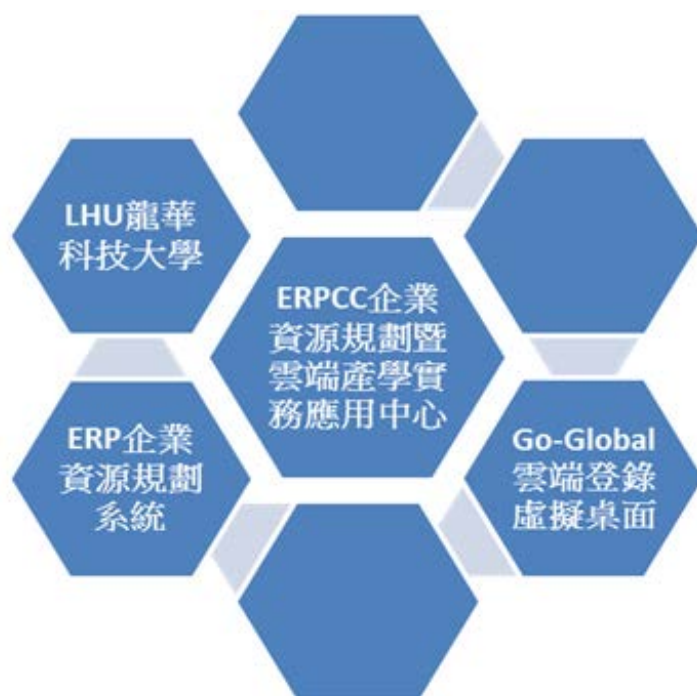 LHU龍華
科技大學
ERPCC企業
資源規劃暨
雲端產學實
務應用中心
ERP企業
資源規劃
系統
Go-Global
雲端登錄
虛擬桌面